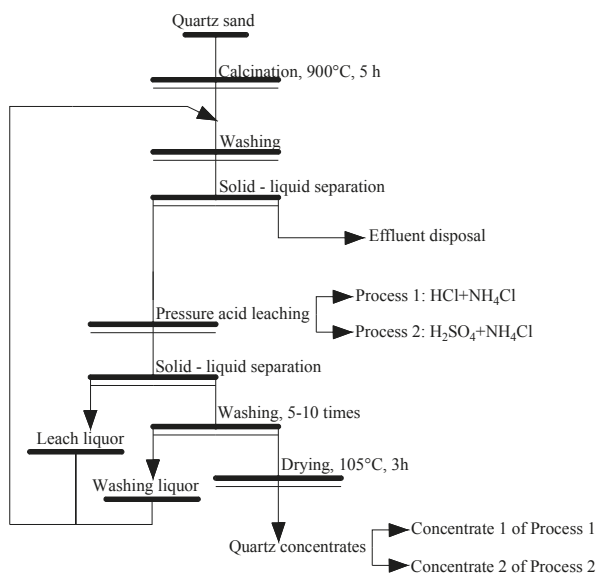 Quartz sand
Calcination, 900°C, 5 h
Washing
Solid - liquid separation
Effluent disposal
Process 1: HCl+NH₄Cl
Pressure acid leaching
Process 2: H₂SO₄+NH₄Cl
Solid - liquid separation
Washing, 5-10 times
Leach liquor
Drying, 105°C, 3h
Washing liquor
Concentrate 1 of Process 1
Quartz concentrates
Concentrate 2 of Process 2